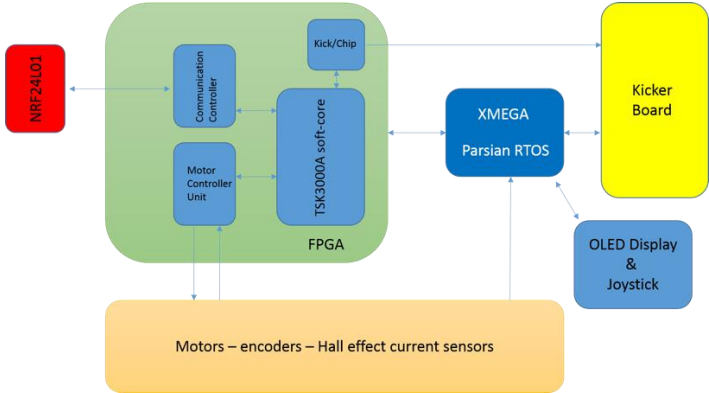 NRF24L01
Communication
Controller
Motor
Controller
Unit
Kick/Chip
TSK3000A soft-core
FPGA
XMEGA
Parsian RTOS
Kicker
Board
OLED Display
&
Joystick
Motors – encoders – Hall effect current sensors